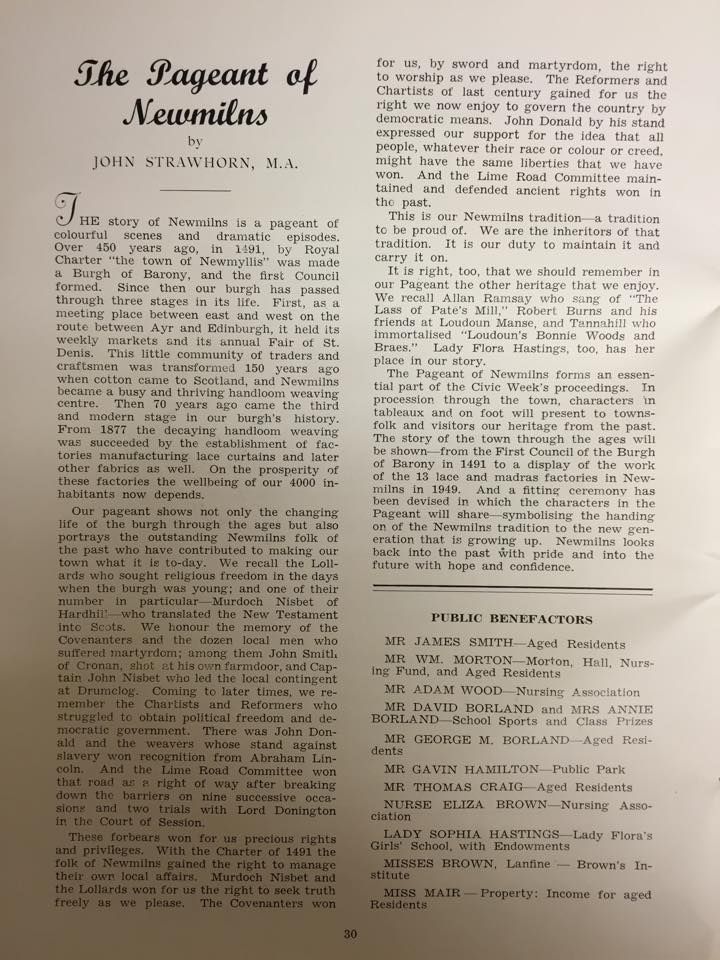 The Pageant of
Newmilns
by
JOHN STRAWHORN, M.A.
THE story of Newmilns is a pageant of
colourful scenes and dramatic episodes.
Over 450 years ago, in 1491, by Royal
Charter "the town of Newmyllis" was made
a Burgh of Barony, and the first Council
formed. Since then our burgh has passed
through three stages in its life. First, as a
meeting place between east and west on the
route between Ayr and Edinburgh, it held its
weekly markets and its annual Fair of St.
Denis. This little community of traders and
craftsmen was transformed 150 years ago
when cotton came to Scotland, and Newmilns
became a busy and thriving handloom weaving
centre. Then 70 years ago came the third
and modern stage in our burgh's history.
From 1877 the decaying handloom weaving
was succeeded by the establishment of fac-
tories manufacturing lace curtains and later
other fabrics as well. On the prosperity of
these factories the wellbeing of our 4000 in-
habitants now depends.
Our pageant shows not only the changing
life of the burgh through the ages but also
portrays the outstanding Newmilns folk of
the past who have contributed to making our
town what it is to-day. We recall the Loll-
ards who sought religious freedom in the days
when the burgh was young; and one of their
number in particular—Murdoch Nisbet of
Hardhill—who translated the New Testament
into Scots. We honour the memory of the
Covenanters and the dozen local men who
suffered martyrdom; among them John Smith
of Cronan, shot at his own farmdoor, and Cap-
tain John Nisbet who led the local contingent
at Drumclog. Coming to later times, we re-
member the Chartists and Reformers who
struggled to obtain political freedom and de-
mocratic government. There was John Don-
ald and the weavers whose stand against
slavery won recognition from Abraham Lin-
coln. And the Lime Road Committee won
that road as a right of way after breaking
down the barriers on nine successive occa-
sions and two trials with Lord Donington
in the Court of Session.
These forbears won for us precious rights
and privileges. With the Charter of 1491 the
folk of Newmilns gained the right to manage
their own local affairs. Murdoch Nisbet and
the Lollards won for us the right to seek truth
freely as we please. The Covenanters won
for us, by sword and martyrdom, the right
to worship as we please. The Reformers and
Chartists of last century gained for us the
right we now enjoy to govern the country by
democratic means. John Donald by his stand
expressed our support for the idea that all
people, whatever their race or colour or creed,
might have the same liberties that we have
won. And the Lime Road Committee main-
tained and defended ancient rights won in
the past.
This is our Newmilns tradition—a tradition
to be proud of. We are the inheritors of that
tradition. It is our duty to maintain it and
carry it on.
It is right, too, that we should remember in
our Pageant the other heritage that we enjoy.
We recall Allan Ramsay who sang of "The
Lass of Pate's Mill," Robert Burns and his
friends at Loudoun Manse, and Tannahill who
immortalised "Loudoun's Bonnie Woods and
Braes." Lady Flora Hastings, too, has her
place in our story.
The Pageant of Newmilns forms an essen-
tial part of the Civic Week's proceedings. In
procession through the town, characters in
tableaux and on foot will present to towns-
folk and visitors our heritage from the past.
The story of the town through the ages will
be shown—from the First Council of the Burgh
of Barony in 1491 to a display of the work
of the 13 lace and madras factories in New-
milns in 1949. And a fitting ceremony has
been devised in which the characters in the
Pageant will share—symbolising the handing
on of the Newmilns tradition to the new gen-
eration that is growing up. Newmilns looks
back into the past with pride and into the
future with hope and confidence.
PUBLIC BENEFACTORS
MR JAMES SMITH—Aged Residents
MR WM. MORTON—Morton, Hall, Nurs-
ing Fund, and Aged Residents
MR ADAM WOOD—Nursing Association
MR DAVID BORLAND and MRS ANNIE
BORLAND—School Sports and Class Prizes
MR GEORGE M. BORLAND—Aged Resi-
dents
MR GAVIN HAMILTON—Public Park
MR THOMAS CRAIG—Aged Residents
NURSE ELIZA BROWN—Nursing Asso-
ciation
LADY SOPHIA HASTINGS—Lady Flora's
Girls' School, with Endowments
MISSES BROWN, Lanfine — Brown's In-
stitute
MISS MAIR — Property: Income for aged
Residents
30